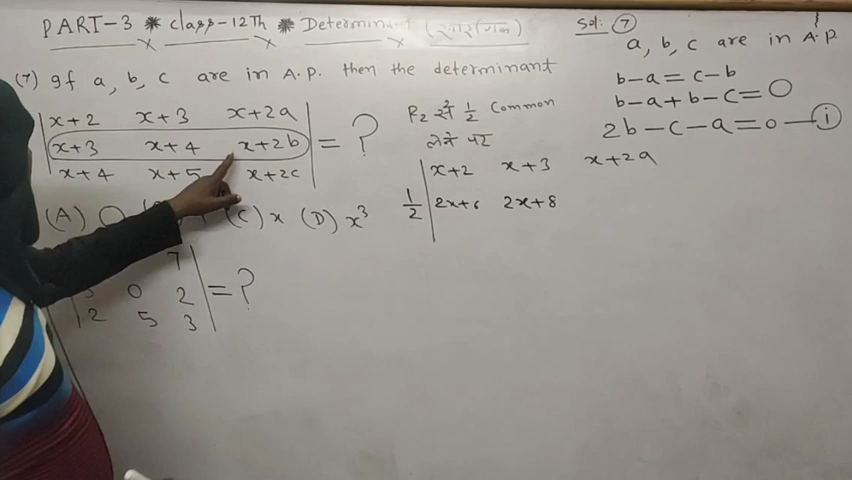 PART-3 * Class-12Th * Determinant (सारणिक)
(7) If a, b, c are in A.P. then the determinant
x+2 x+3 x+2a
x+3 x+4 x+2b = ?
x+4 x+5 x+2c
(A) 0 (C) x (D) x³
7
0 2 = ?
2 5 3
R₂ से 1/2 Common
लेने पर
x+2 x+3 x+2a
1/2 2x+6 2x+8
Sol: (7)
a, b, c are in A.P.
b-a=c-b
b-a+b-c=0
2b-c-a=0 — (i)